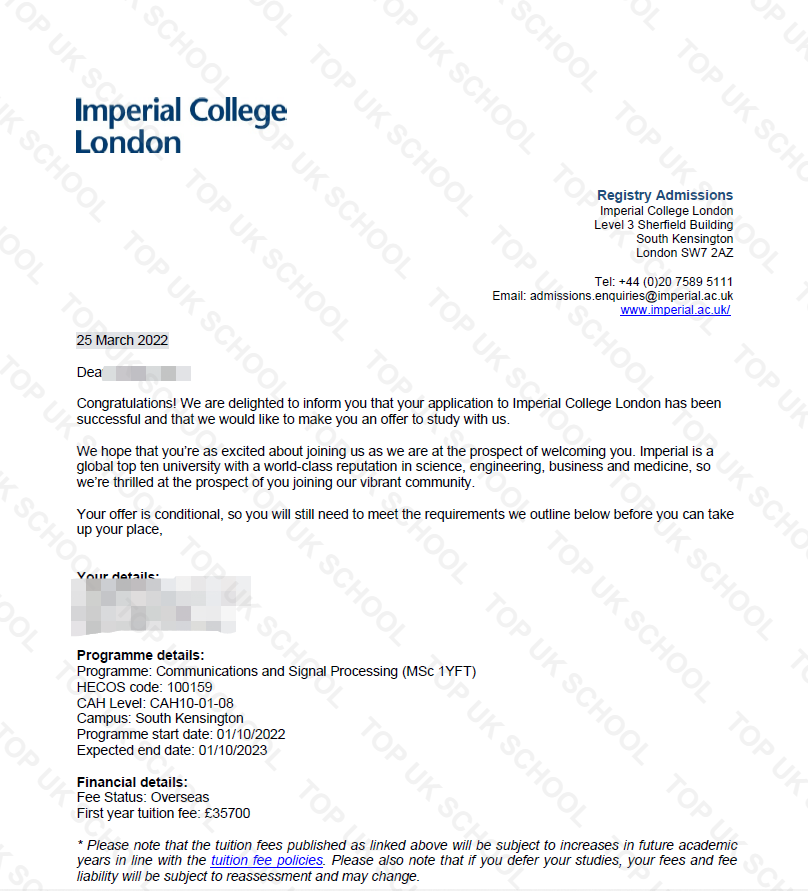 Imperial College
London
Registry Admissions
Imperial College London
Level 3 Sherfield Building
South Kensington
London SW7 2AZ
Tel: +44 (0)20 7589 5111
Email: admissions.enquiries@imperial.ac.uk
www.imperial.ac.uk/
25 March 2022
Dea
Congratulations! We are delighted to inform you that your application to Imperial College London has been
successful and that we would like to make you an offer to study with us.
We hope that you're as excited about joining us as we are at the prospect of welcoming you. Imperial is a
global top ten university with a world-class reputation in science, engineering, business and medicine, so
we're thrilled at the prospect of you joining our vibrant community.
Your offer is conditional, so you will still need to meet the requirements we outline below before you can take
up your place,
Your details:
Programme details:
Programme: Communications and Signal Processing (MSc 1YFT)
HECOS code: 100159
CAH Level: CAH10-01-08
Campus: South Kensington
Programme start date: 01/10/2022
Expected end date: 01/10/2023
Financial details:
Fee Status: Overseas
First year tuition fee: £35700
* Please note that the tuition fees published as linked above will be subject to increases in future academic
years in line with the tuition fee policies. Please also note that if you defer your studies, your fees and fee
liability will be subject to reassessment and may change.
TOP UK SCHOOL